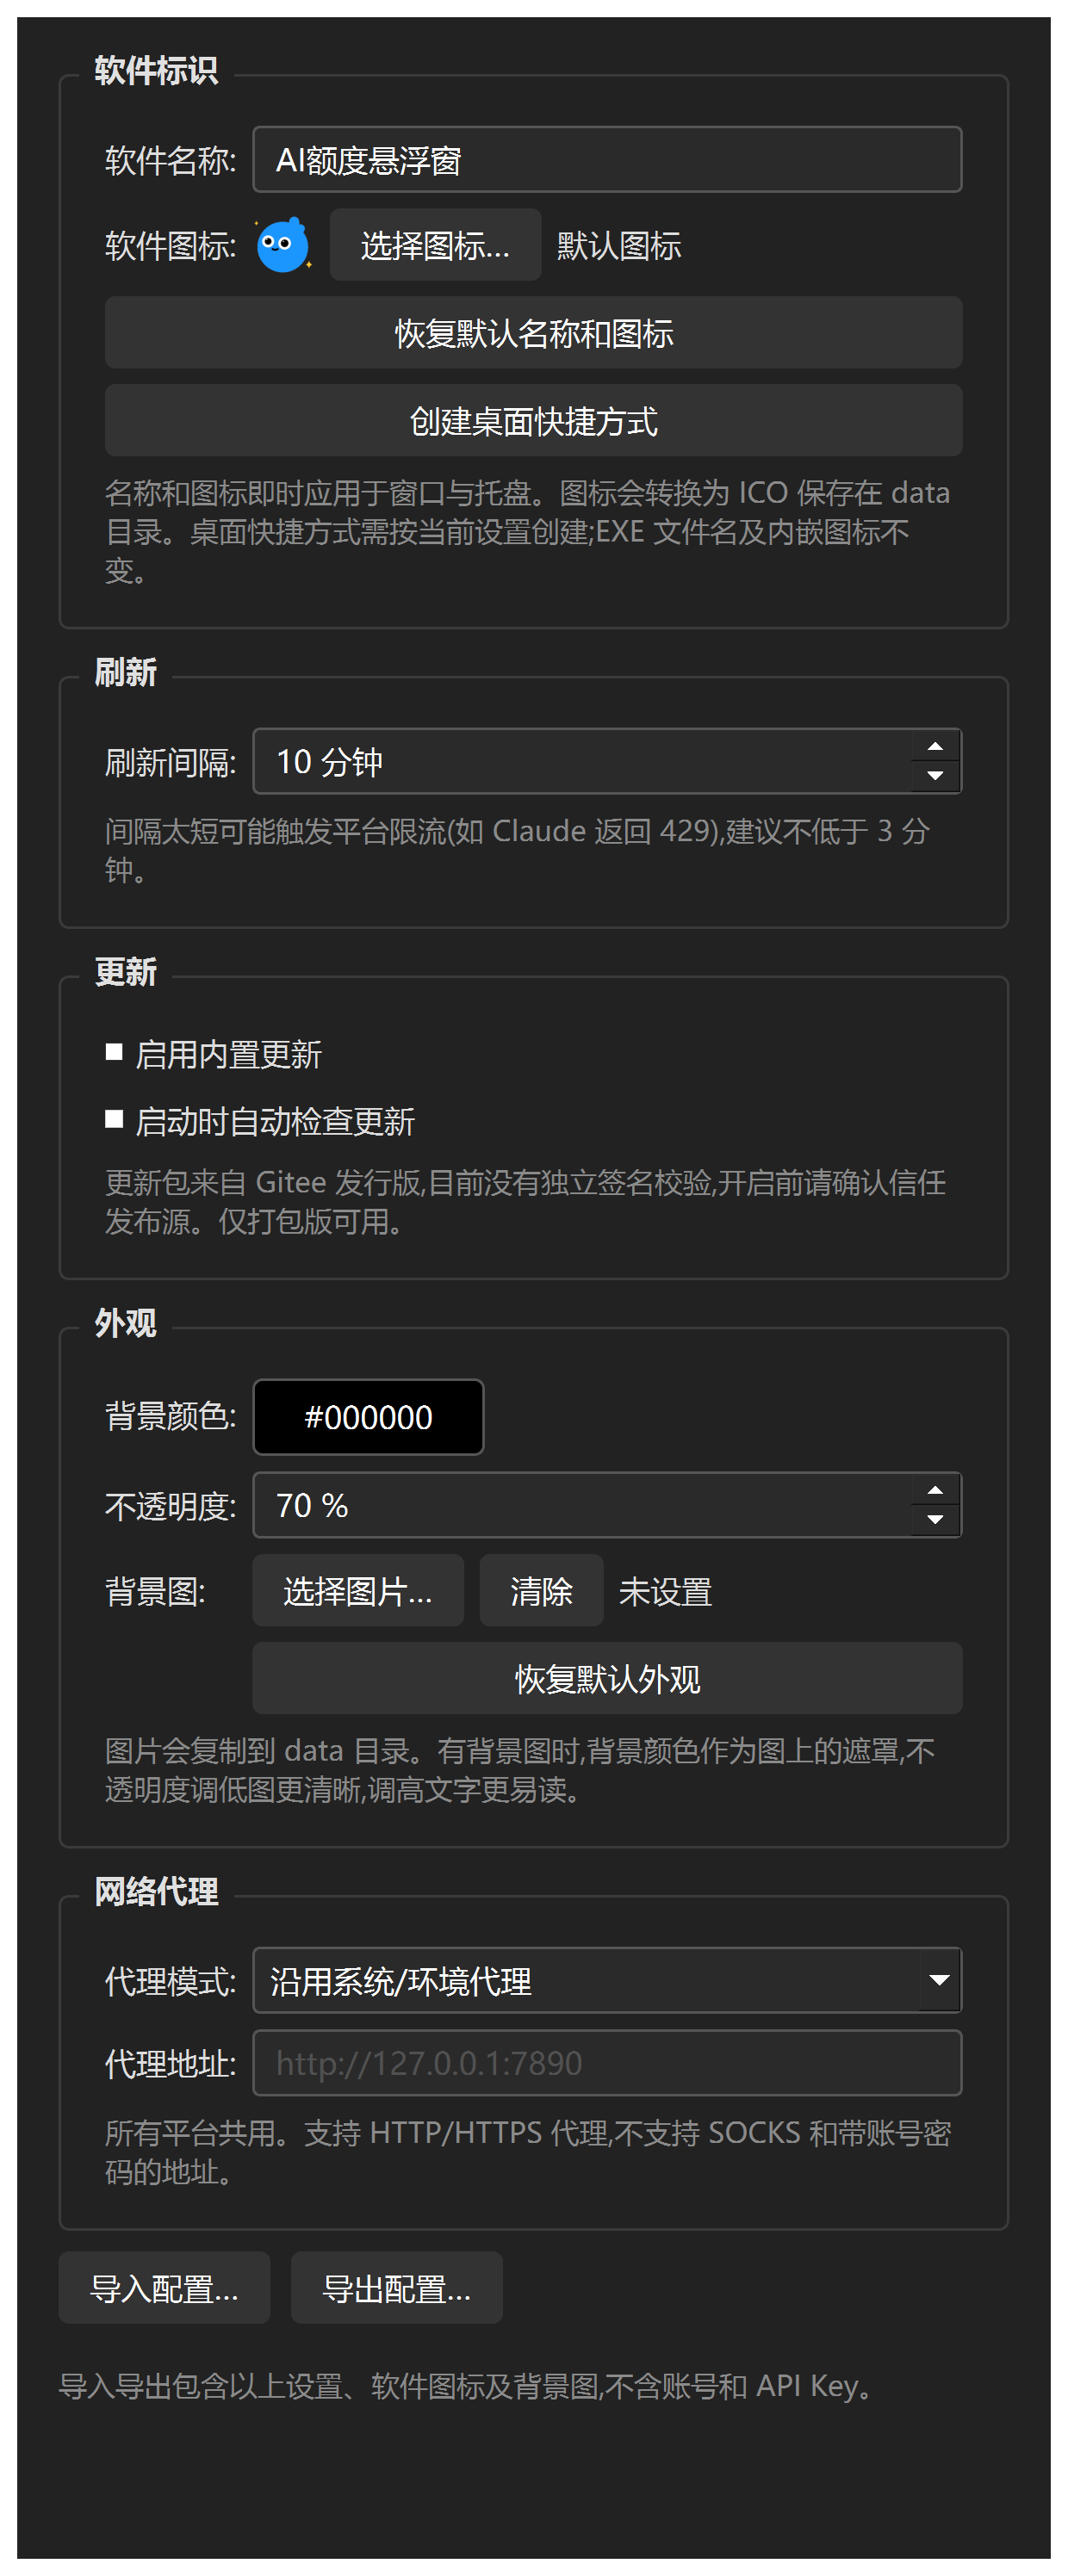 软件标识
软件名称: AI额度悬浮窗
软件图标: 选择图标... 默认图标
恢复默认名称和图标
创建桌面快捷方式
名称和图标即时应用于窗口与托盘。图标会转换为 ICO 保存在 data
目录。桌面快捷方式需按当前设置创建;EXE 文件名及内嵌图标不
变。
刷新
刷新间隔: 10 分钟
间隔太短可能触发平台限流(如 Claude 返回 429),建议不低于 3 分
钟。
更新
启用内置更新
启动时自动检查更新
更新包来自 Gitee 发行版,目前没有独立签名校验,开启前请确认信任
发布源。仅打包版可用。
外观
背景颜色: #000000
不透明度: 70 %
背景图: 选择图片... 清除 未设置
恢复默认外观
图片会复制到 data 目录。有背景图时,背景颜色作为图上的遮罩,不
透明度调低图更清晰,调高文字更易读。
网络代理
代理模式: 沿用系统/环境代理
代理地址: http://127.0.0.1:7890
所有平台共用。支持 HTTP/HTTPS 代理,不支持 SOCKS 和带账号密
码的地址。
导入配置... 导出配置...
导入导出包含以上设置、软件图标及背景图,不含账号和 API Key。